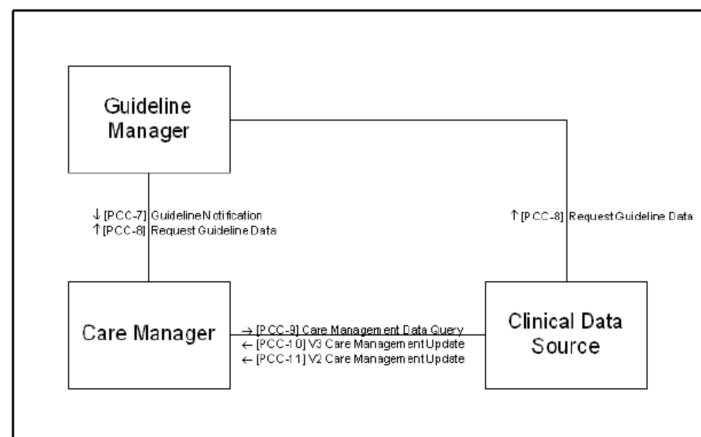 Guideline
Manager
↓ [PCC-7] Guideline Notification
↑ [PCC-8] Request Guideline Data
↑ [PCC-8] Request Guideline Data
Care Manager
→ [PCC-9] Care Management Data Query
← [PCC-10] V3 Care Management Update
← [PCC-11] V2 Care Management Update
Clinical Data
Source